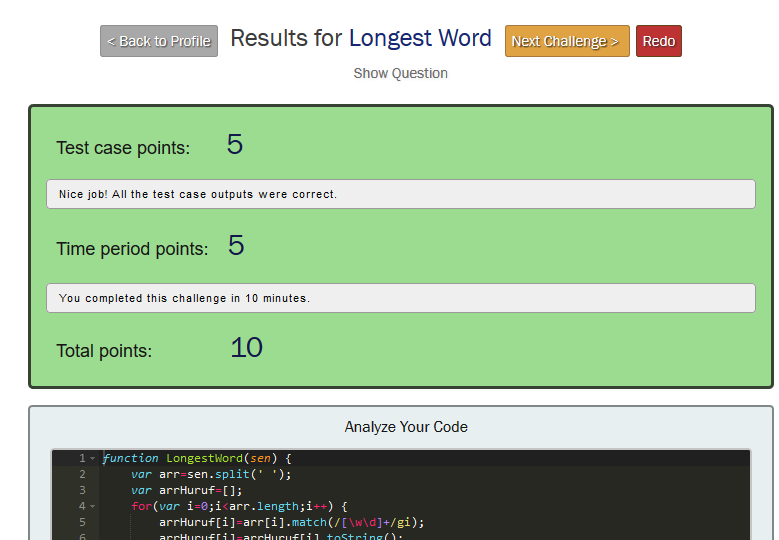 < Back to Profile Results for Longest Word Next Challenge > Redo
Show Question
Test case points: 5
Nice job! All the test case outputs were correct.
Time period points: 5
You completed this challenge in 10 minutes.
Total points: 10
Analyze Your Code
1 function LongestWord(sen) {
2 var arr=sen.split(' ');
3 var arrHuruf=[];
4 for(var i=0;i<arr.length;i++) {
5 arrHuruf[i]=arr[i].match(/[\w\d]+/gi);
6 arrHuruf[i]=arrHuruf[i].toString();